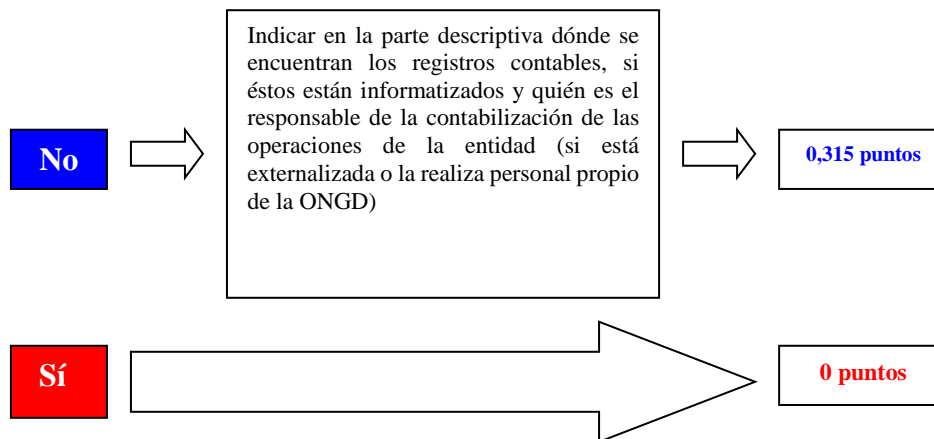 Indicar en la parte descriptiva dónde se
encuentran los registros contables, si
éstos están informatizados y quién es el
responsable de la contabilización de las
operaciones de la entidad (si está
externalizada o la realiza personal propio
de la ONGD)
No
0,315 puntos
Sí
0 puntos